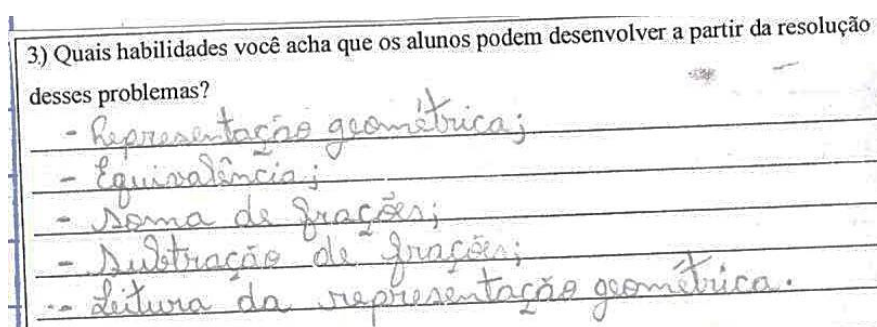 3.) Quais habilidades você acha que os alunos podem desenvolver a partir da resolução
desses problemas?
- Representação geométrica;
- Equivalência;
- Soma de frações;
- Subtração de frações;
- Leitura da representação geométrica.